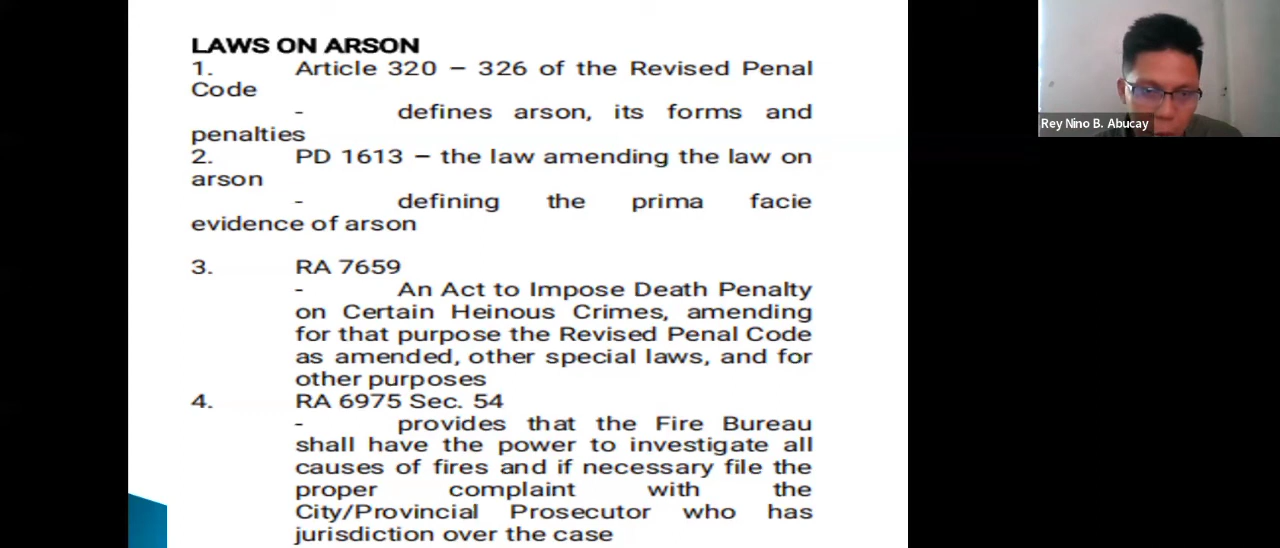 LAWS ON ARSON
1. Article 320 – 326 of the Revised Penal
Code
- defines arson, its forms and
penalties
2. PD 1613 – the law amending the law on
arson
- defining the prima facie
evidence of arson
3. RA 7659
- An Act to Impose Death Penalty
on Certain Heinous Crimes, amending
for that purpose the Revised Penal Code
as amended, other special laws, and for
other purposes
4. RA 6975 Sec. 54
- provides that the Fire Bureau
shall have the power to investigate all
causes of fires and if necessary file the
proper complaint with the
City/Provincial Prosecutor who has
jurisdiction over the case
Rey Nino B. Abucay